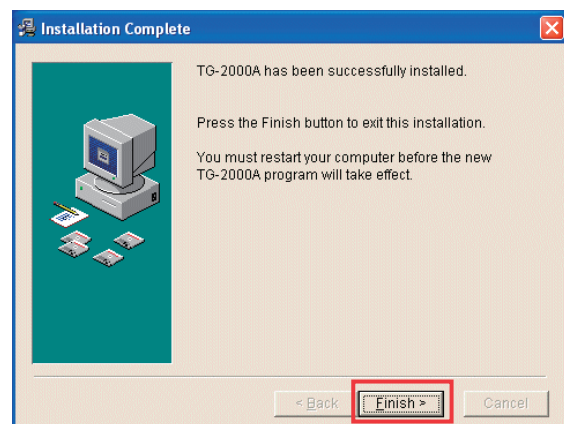 Installation Complete
TG-2000A has been successfully installed.
Press the Finish button to exit this installation.
You must restart your computer before the new
TG-2000A program will take effect.
< Back
Finish >
Cancel